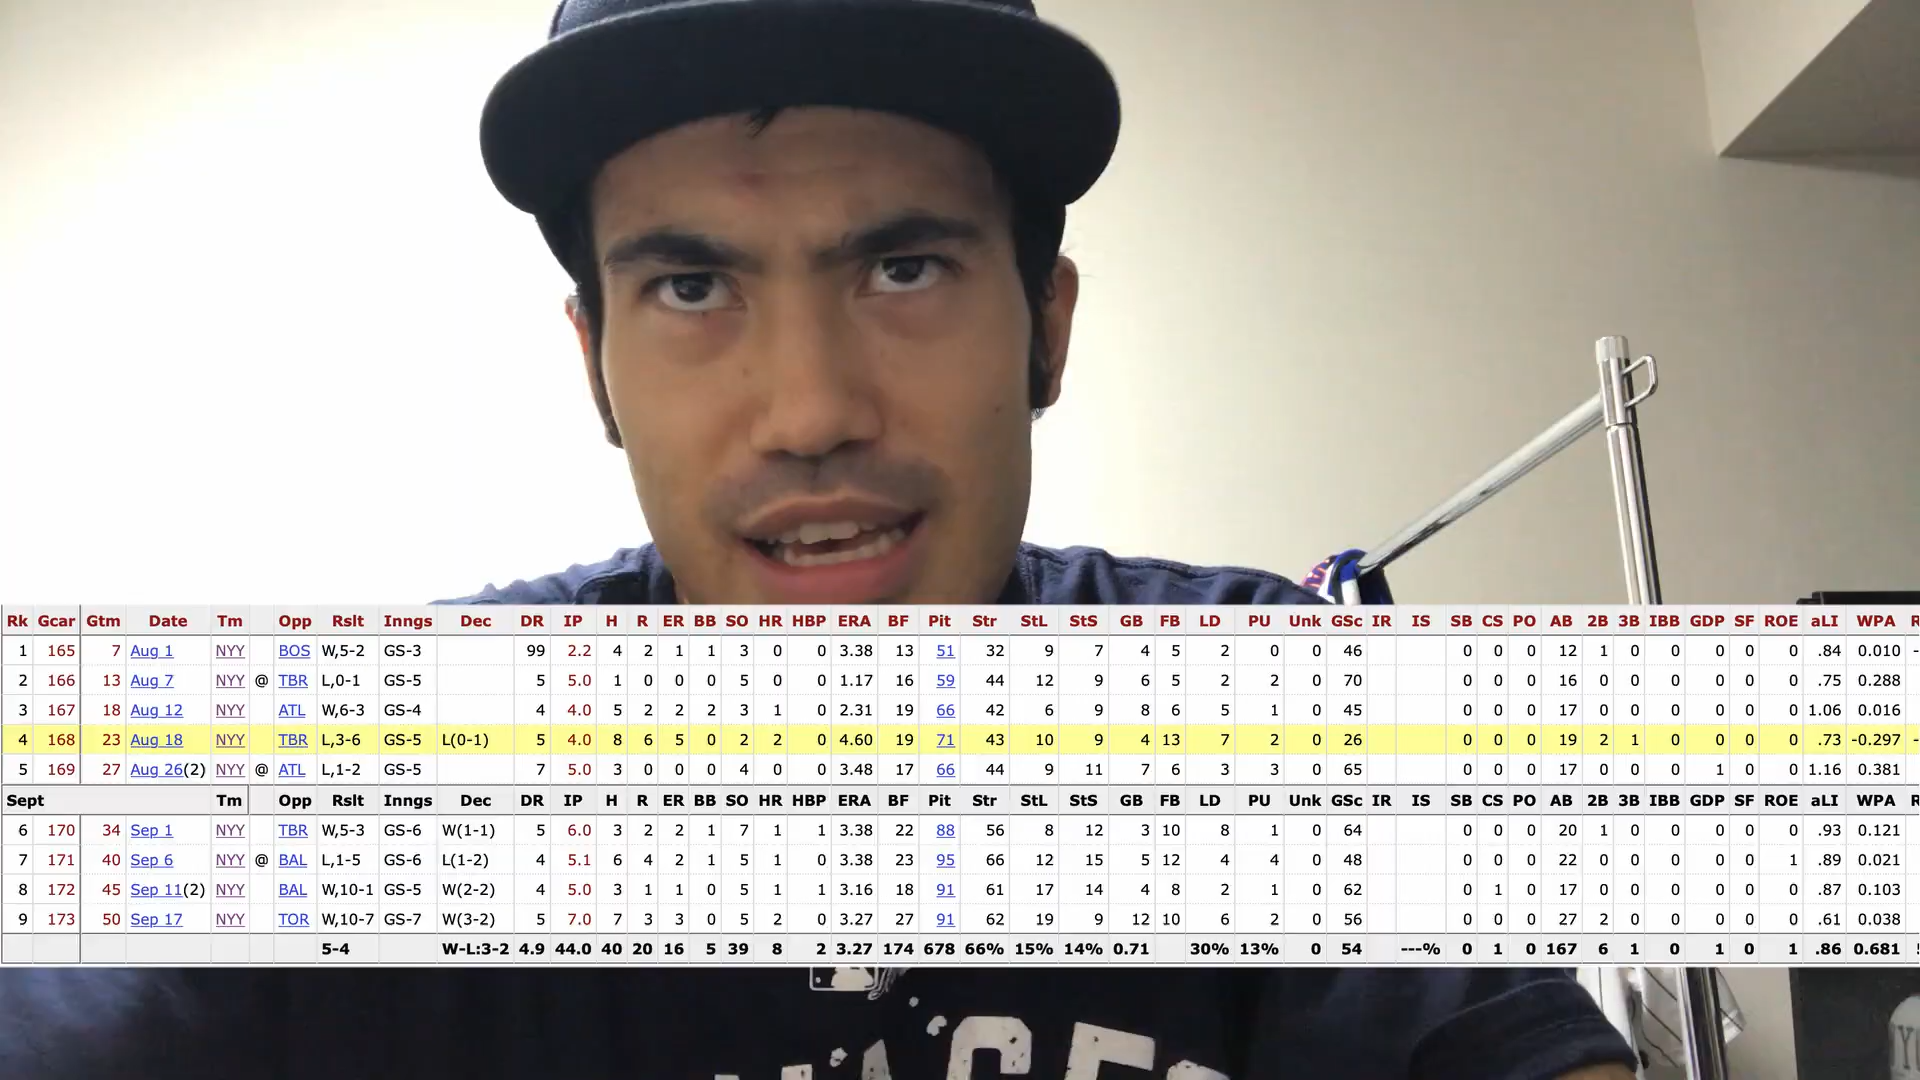 Rk Gcar Gtm Date Tm Opp Rslt Inngs Dec DR IP H R ER BB SO HR HBP ERA BF Pit Str StL StS GB FB LD PU Unk GSc IR IS SB CS PO AB 2B 3B IBB GDP SF ROE aLI WPA R
1 165 7 Aug 1 NYY BOS W,5-2 GS-3 99 2.2 4 2 1 1 3 0 0 3.38 13 51 32 9 7 4 5 2 0 0 46 0 0 0 12 1 0 0 0 0 0 .84 0.010 -
2 166 13 Aug 7 NYY @ TBR L,0-1 GS-5 5 5.0 1 0 0 0 5 0 0 1.17 16 59 44 12 9 6 5 2 2 0 70 0 0 0 16 0 0 0 0 0 0 .75 0.288
3 167 18 Aug 12 NYY ATL W,6-3 GS-4 4 4.0 5 2 2 2 3 1 0 2.31 19 66 42 6 9 8 6 5 1 0 45 0 0 0 17 0 0 0 0 0 0 1.06 0.016
4 168 23 Aug 18 NYY TBR L,3-6 GS-5 L(0-1) 5 4.0 8 6 5 0 2 2 0 4.60 19 71 43 10 9 4 13 7 2 0 26 0 0 0 19 2 1 0 0 0 0 .73 -0.297 -
5 169 27 Aug 26(2) NYY @ ATL L,1-2 GS-5 7 5.0 3 0 0 0 4 0 0 3.48 17 66 44 9 11 7 6 3 3 0 65 0 0 0 17 0 0 0 1 0 0 1.16 0.381
Sept Tm Opp Rslt Inngs Dec DR IP H R ER BB SO HR HBP ERA BF Pit Str StL StS GB FB LD PU Unk GSc IR IS SB CS PO AB 2B 3B IBB GDP SF ROE aLI WPA R
6 170 34 Sep 1 NYY TBR W,5-3 GS-6 W(1-1) 5 6.0 3 2 2 1 7 1 1 3.38 22 88 56 8 12 3 10 8 1 0 64 0 0 0 20 1 0 0 0 0 0 .93 0.121
7 171 40 Sep 6 NYY @ BAL L,1-5 GS-6 L(1-2) 4 5.1 6 4 2 1 5 1 0 3.38 23 95 66 12 15 5 12 4 4 0 48 0 0 0 22 0 0 0 0 0 1 .89 0.021
8 172 45 Sep 11(2) NYY BAL W,10-1 GS-5 W(2-2) 4 5.0 3 1 1 0 5 1 1 3.16 18 91 61 17 14 4 8 2 1 0 62 0 1 0 17 0 0 0 0 0 0 .87 0.103
9 173 50 Sep 17 NYY TOR W,10-7 GS-7 W(3-2) 5 7.0 7 3 3 0 5 2 0 3.27 27 91 62 19 9 12 10 6 2 0 56 0 0 0 27 2 0 0 0 0 0 .61 0.038
5-4 W-L:3-2 4.9 44.0 40 20 16 5 39 8 2 3.27 174 678 66% 15% 14% 0.71 30% 13% 0 54 ---% 0 1 0 167 6 1 0 1 0 1 .86 0.681